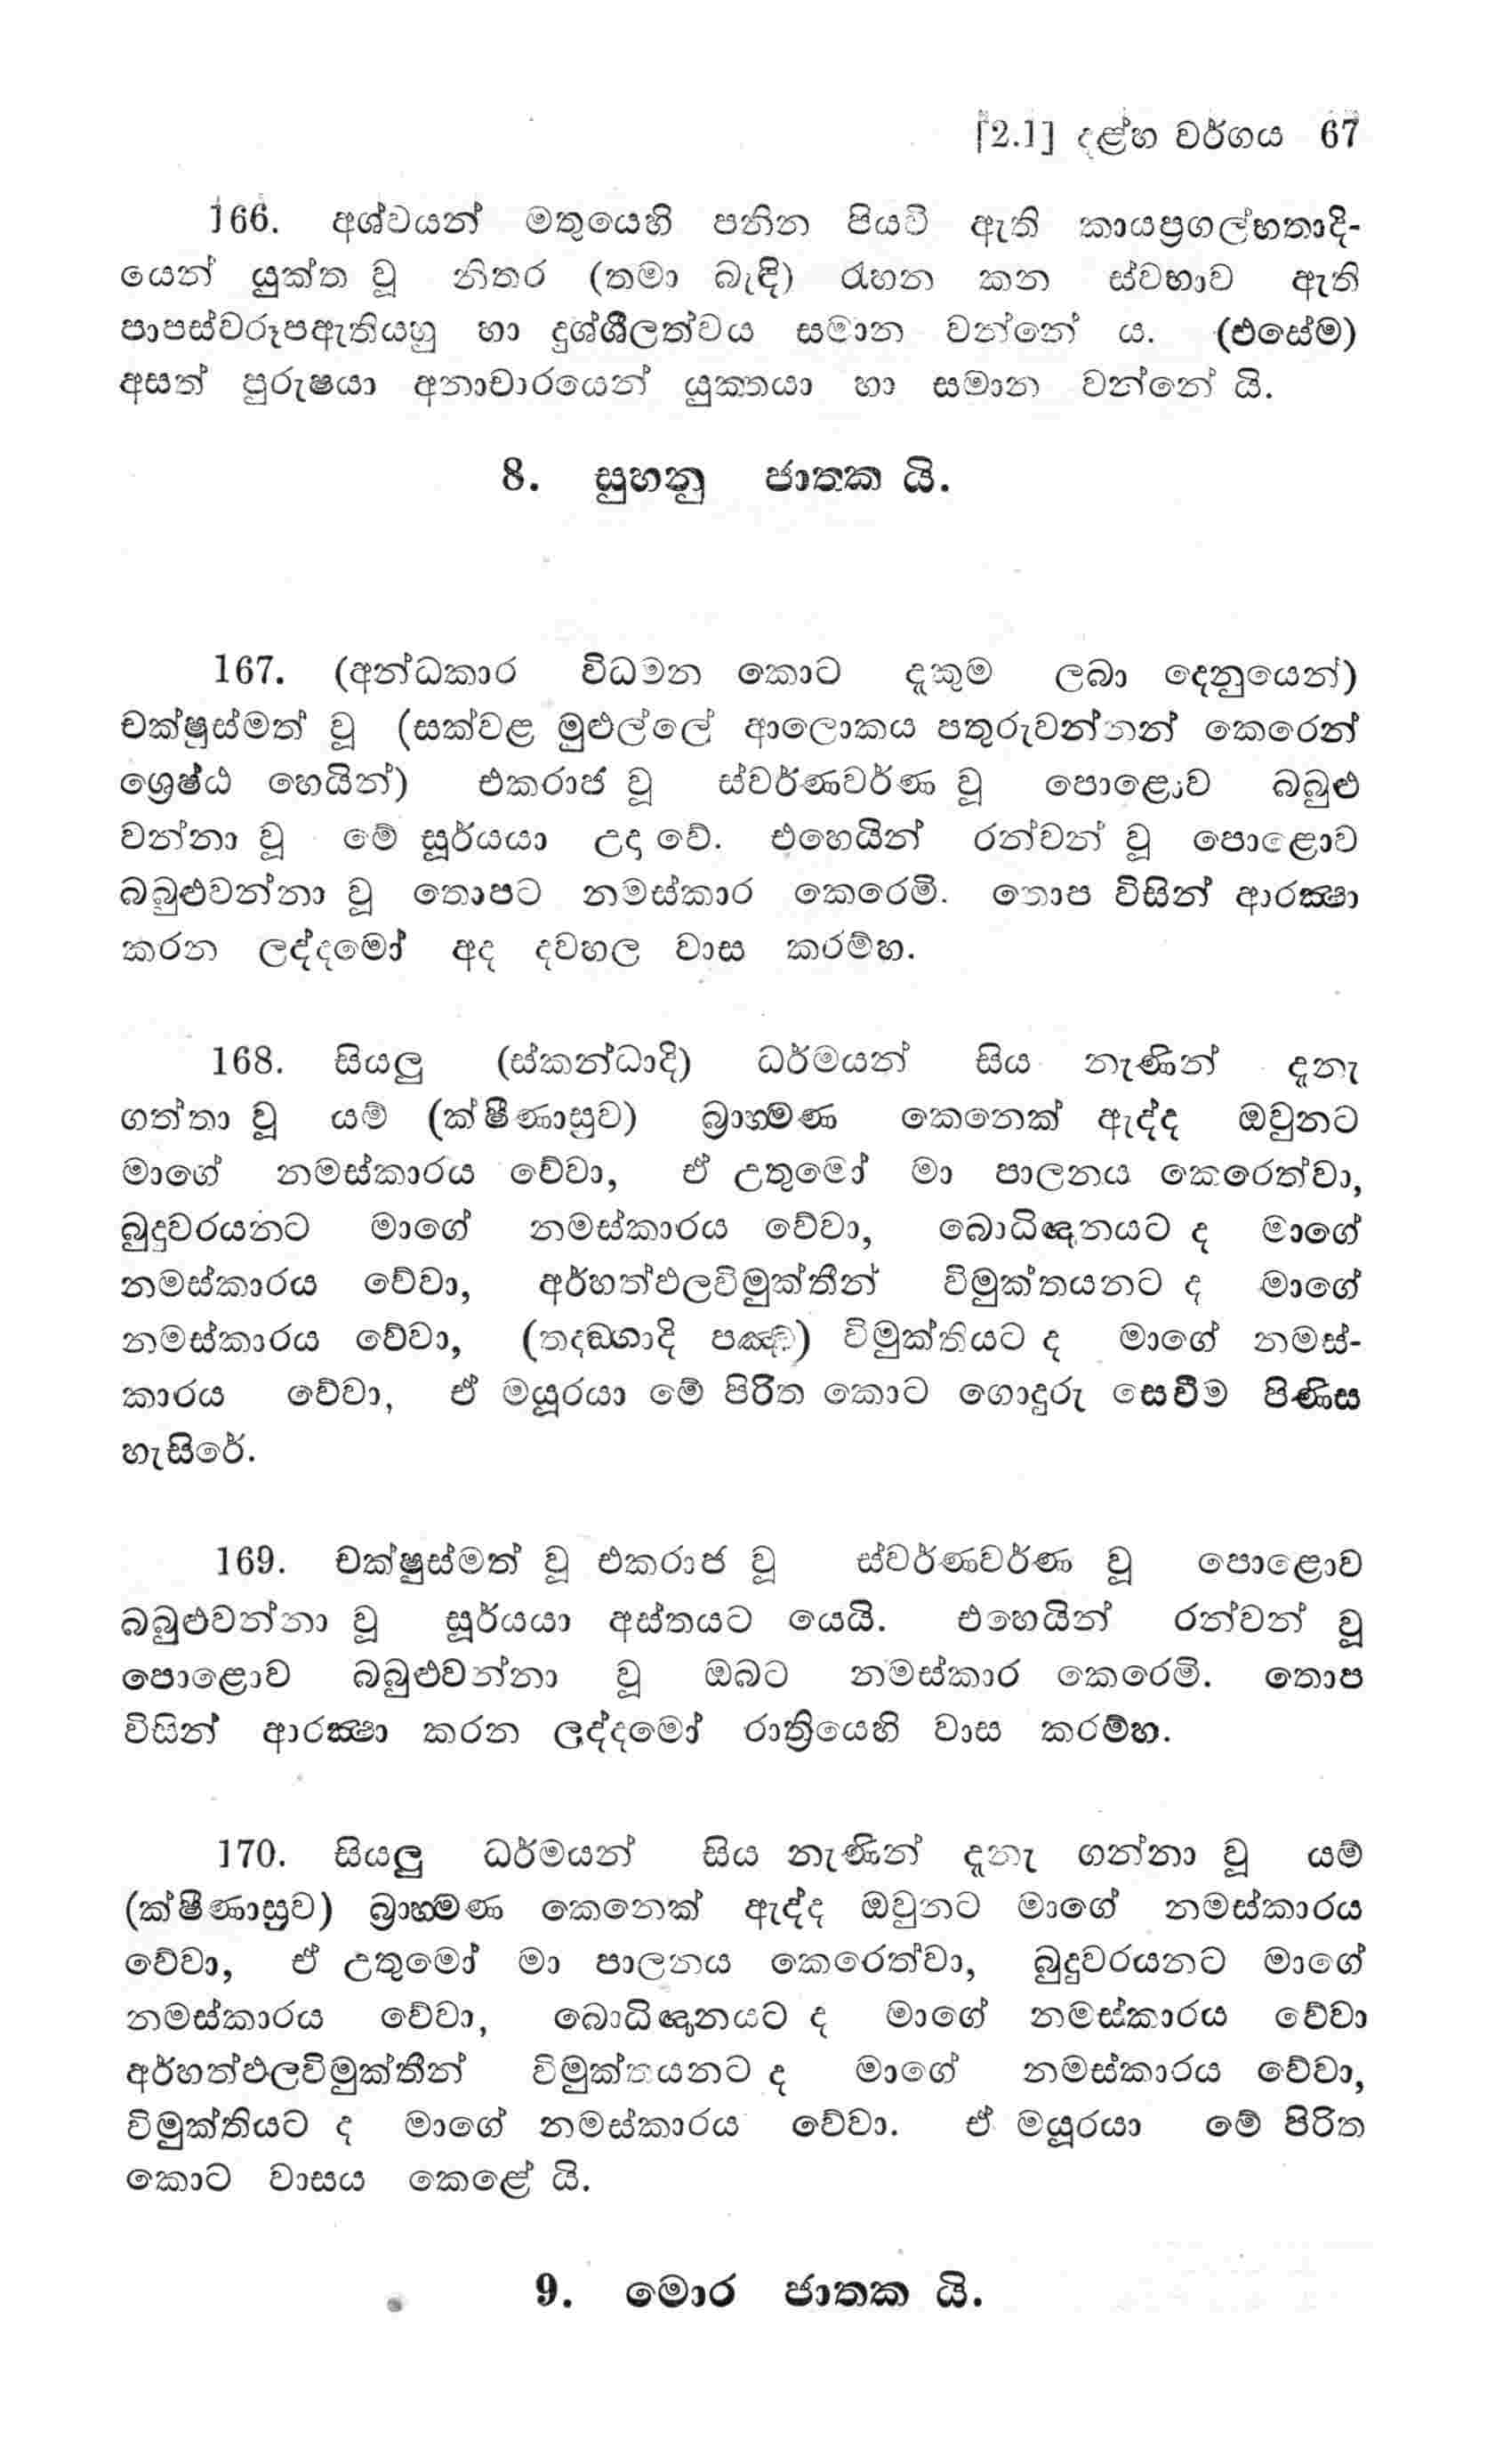 [2.1] දළ්හ වර්ගය 67
166. අශ්වයන් මතුයෙහි පනින පියවි ඇති කායප්‍රගල්භතාදි-
යෙන් යුක්ත වූ නිතර (තමා බැඳි) රැහන කන ස්වභාව ඇති
පාපස්වරූපඇතියහු හා දුශ්ශීලත්වය සමාන වන්නේ ය. (එසේම)
අසත් පුරුෂයා අනාචාරයෙන් යුක්තයා හා සමාන වන්නේ යි.
8. සුහනු ජාතක යි.
167. (අන්ධකාර විධමන කොට දැකුම ලබා දෙනුයෙන්)
චක්ෂුස්මත් වූ (සක්වළ මුළුල්ලේ ආලොකය පතුරුවන්නන් කෙරෙන්
ශ්‍රෙෂ්ඨ හෙයින්) එකරාජ වූ ස්වර්ණවර්ණ වූ පොළොව බබුළු
වන්නා වූ මේ සූර්යයා උදා වේ. එහෙයින් රන්වන් වූ පොළොව
බබුළුවන්නා වූ තොපට නමස්කාර කෙරෙමි. තොප විසින් ආරක්‍ෂා
කරන ලද්දමෝ අද දවහල වාස කරම්හ.
168. සියලු (ස්කන්ධාදි) ධර්මයන් සිය නැණින් දැනැ
ගත්තා වූ යම් (ක්ෂීණාස්‍රව) බ්‍රාහ්මණ කෙනෙක් ඇද්ද ඔවුනට
මාගේ නමස්කාරය වේවා, ඒ උතුමෝ මා පාලනය කෙරෙත්වා,
බුදුවරයනට මාගේ නමස්කාරය වේවා, බොධිඥානයට ද මාගේ
නමස්කාරය වේවා, අර්හත්ඵලවිමුක්තීන් විමුක්තයනට ද මාගේ
නමස්කාරය වේවා, (තදඞ්ගාදි පඤ්ච) විමුක්තියට ද මාගේ නමස්-
කාරය වේවා, ඒ මයූරයා මේ පිරිත කොට ගොදුරු සෙවීම පිණිස
හැසිරේ.
169. චක්ෂුස්මත් වූ එකරාජ වූ ස්වර්ණවර්ණ වූ පොළොව
බබුළුවන්නා වූ සූර්යයා අස්තයට යෙයි. එහෙයින් රන්වන් වූ
පොළොව බබුළුවන්නා වූ ඔබට නමස්කාර කෙරෙමි. තොප
විසින් ආරක්‍ෂා කරන ලද්දමෝ රාත්‍රියෙහි වාස කරම්හ.
170. සියලු ධර්මයන් සිය නැණින් දැනැ ගන්නා වූ යම්
(ක්ෂීණාස්‍රව) බ්‍රාහ්මණ කෙනෙක් ඇද්ද ඔවුනට මාගේ නමස්කාරය
වේවා, ඒ උතුමෝ මා පාලනය කෙරෙත්වා, බුදුවරයනට මාගේ
නමස්කාරය වේවා, බොධිඥානයට ද මාගේ නමස්කාරය වේවා
අර්හත්ඵලවිමුක්තීන් විමුක්තයනට ද මාගේ නමස්කාරය වේවා,
විමුක්තියට ද මාගේ නමස්කාරය වේවා. ඒ මයූරයා මේ පිරිත
කොට වාසය කෙළේ යි.
9. මොර ජාතක යි.